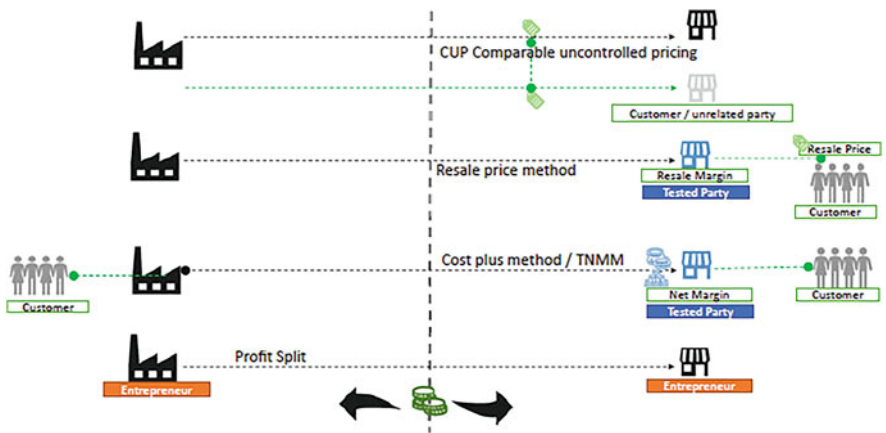 CUP Comparable uncontrolled pricing
Customer / unrelated party
Resale Price
Resale price method
Resale Margin
Tested Party
Customer
Cost plus method / TNMM
Customer
Net Margin
Customer
Tested Party
Profit Split
Entrepreneur
Entrepreneur